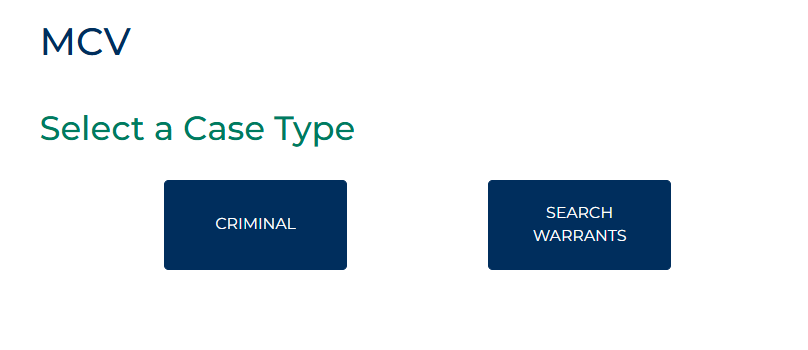 MCV
Select a Case Type
CRIMINAL
SEARCH
WARRANTS